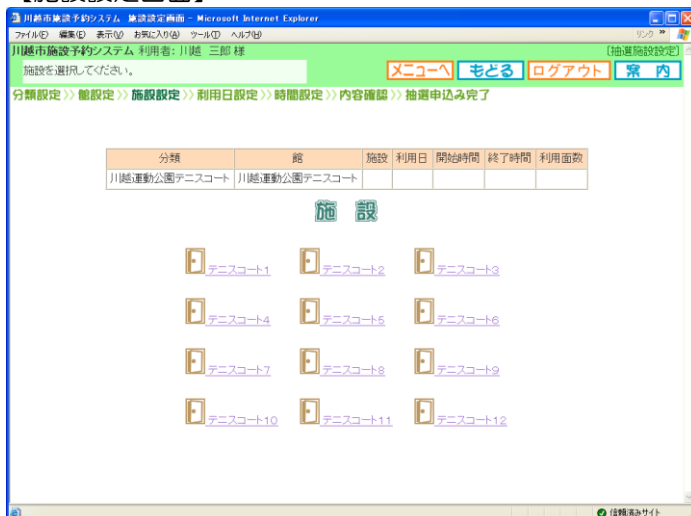 川越市施設予約システム 施設設定画面 - Microsoft Internet Explorer
ファイル(F) 編集(E) 表示(V) お気に入り(A) ツール(T) ヘルプ(H) リンク »
川越市施設予約システム 利用者: 川越 三郎 様 [抽選施設設定]
施設を選択してください。 メニューへ もどる ログアウト 案 内
分類設定 >> 館設定 >> 施設設定 >> 利用日設定 >> 時間設定 >> 内容確認 >> 抽選申込み完了
分類 館 施設 利用日 開始時間 終了時間 利用面数
川越運動公園テニスコート 川越運動公園テニスコート
施 設
テニスコート1 テニスコート2 テニスコート3
テニスコート4 テニスコート5 テニスコート6
テニスコート7 テニスコート8 テニスコート9
テニスコート10 テニスコート11 テニスコート12
信頼済みサイト